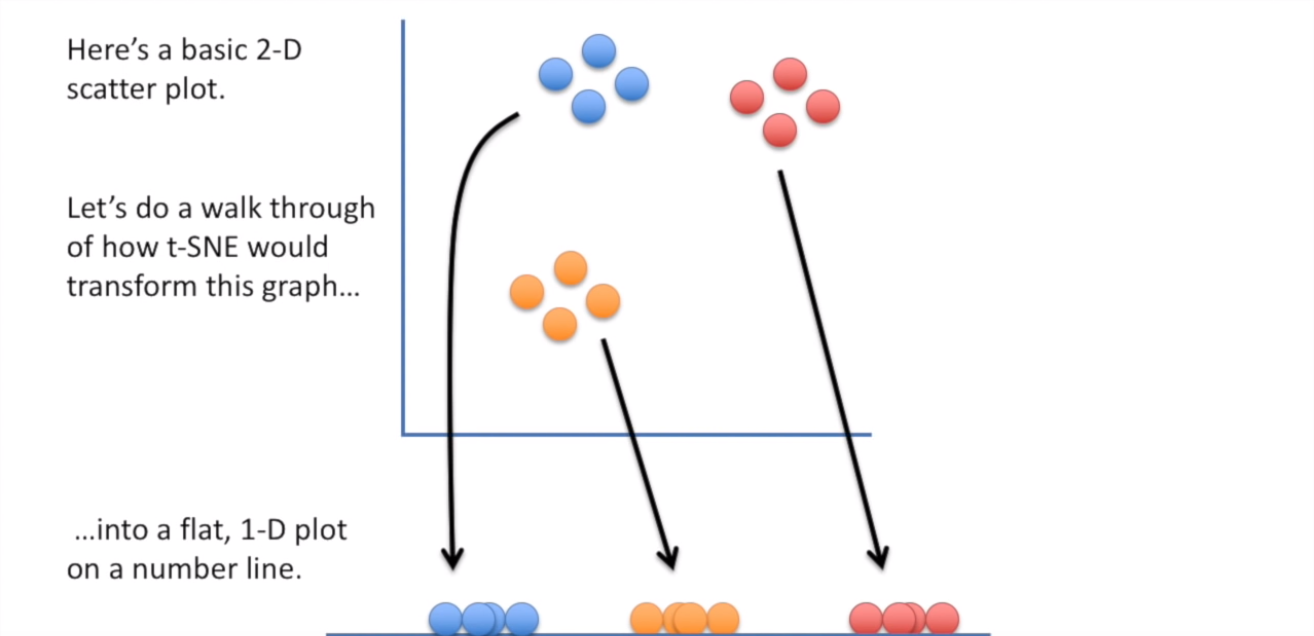 Here’s a basic 2-D
scatter plot.
Let’s do a walk through
of how t-SNE would
transform this graph…
…into a flat, 1-D plot
on a number line.